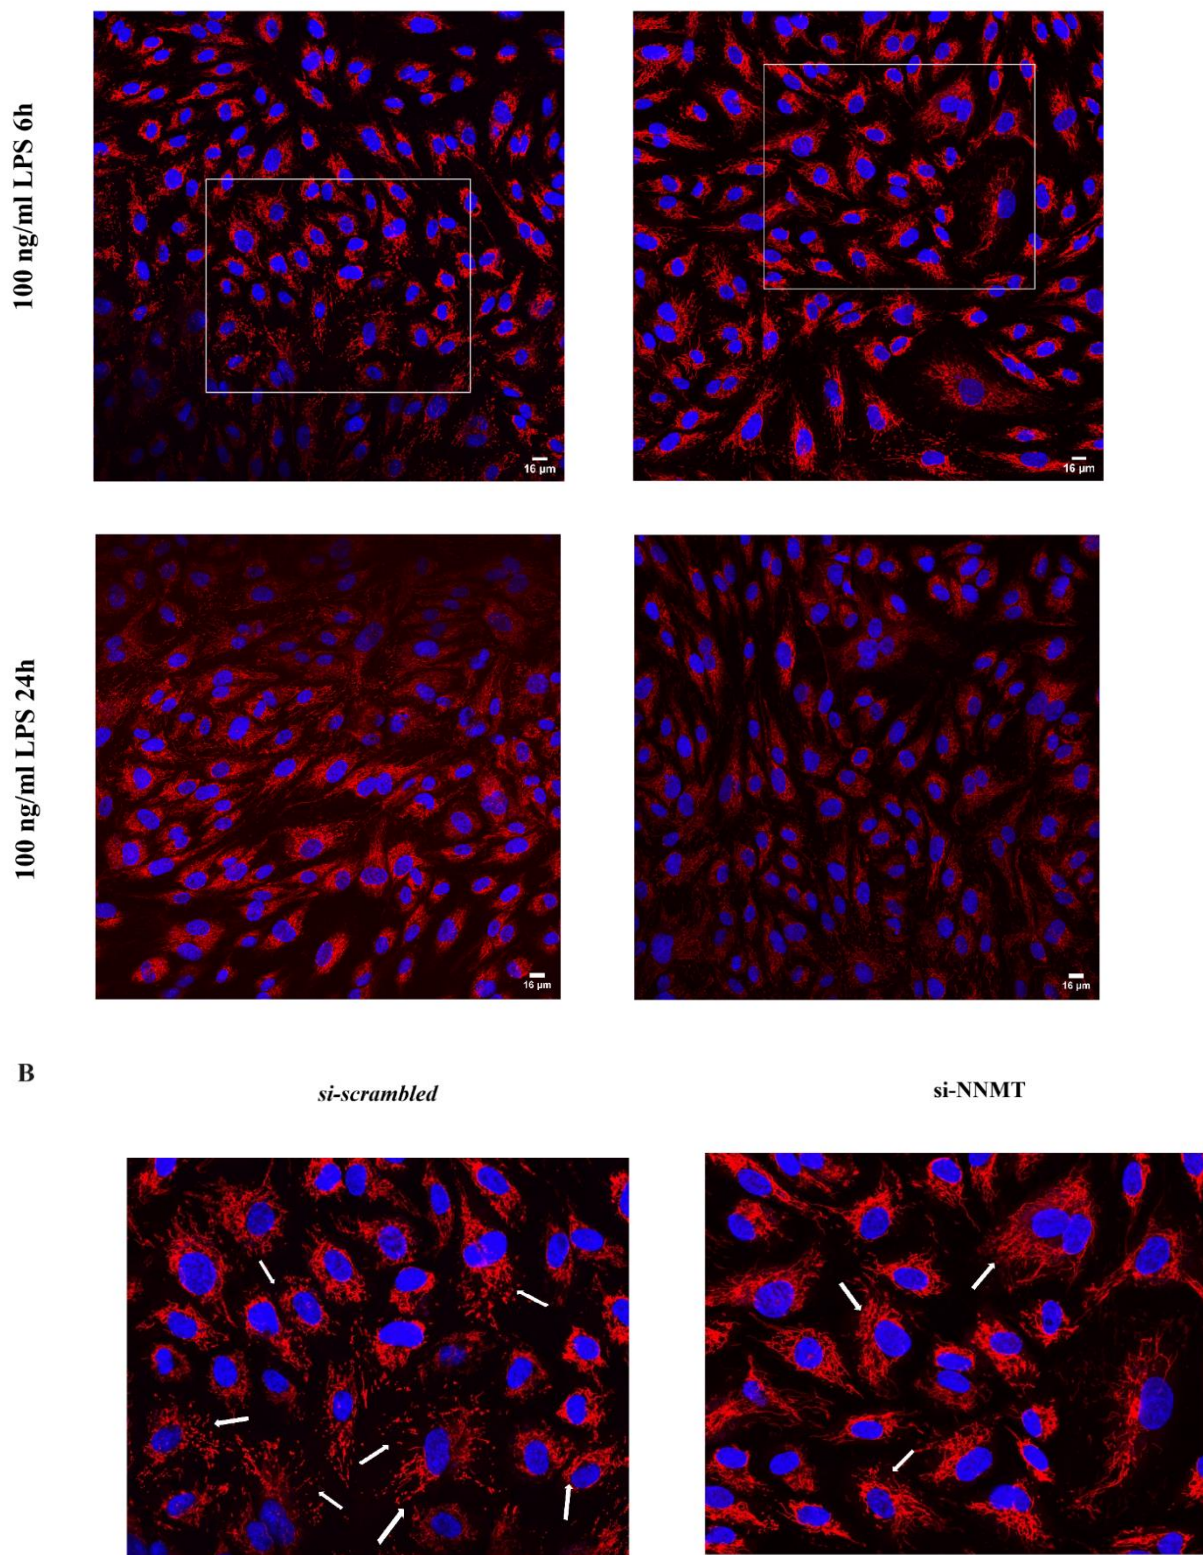 100 ng/ml LPS 6h
16 µm
16 µm
100 ng/ml LPS 24h
16 µm
16 µm
B
si-scrambled
si-NNMT